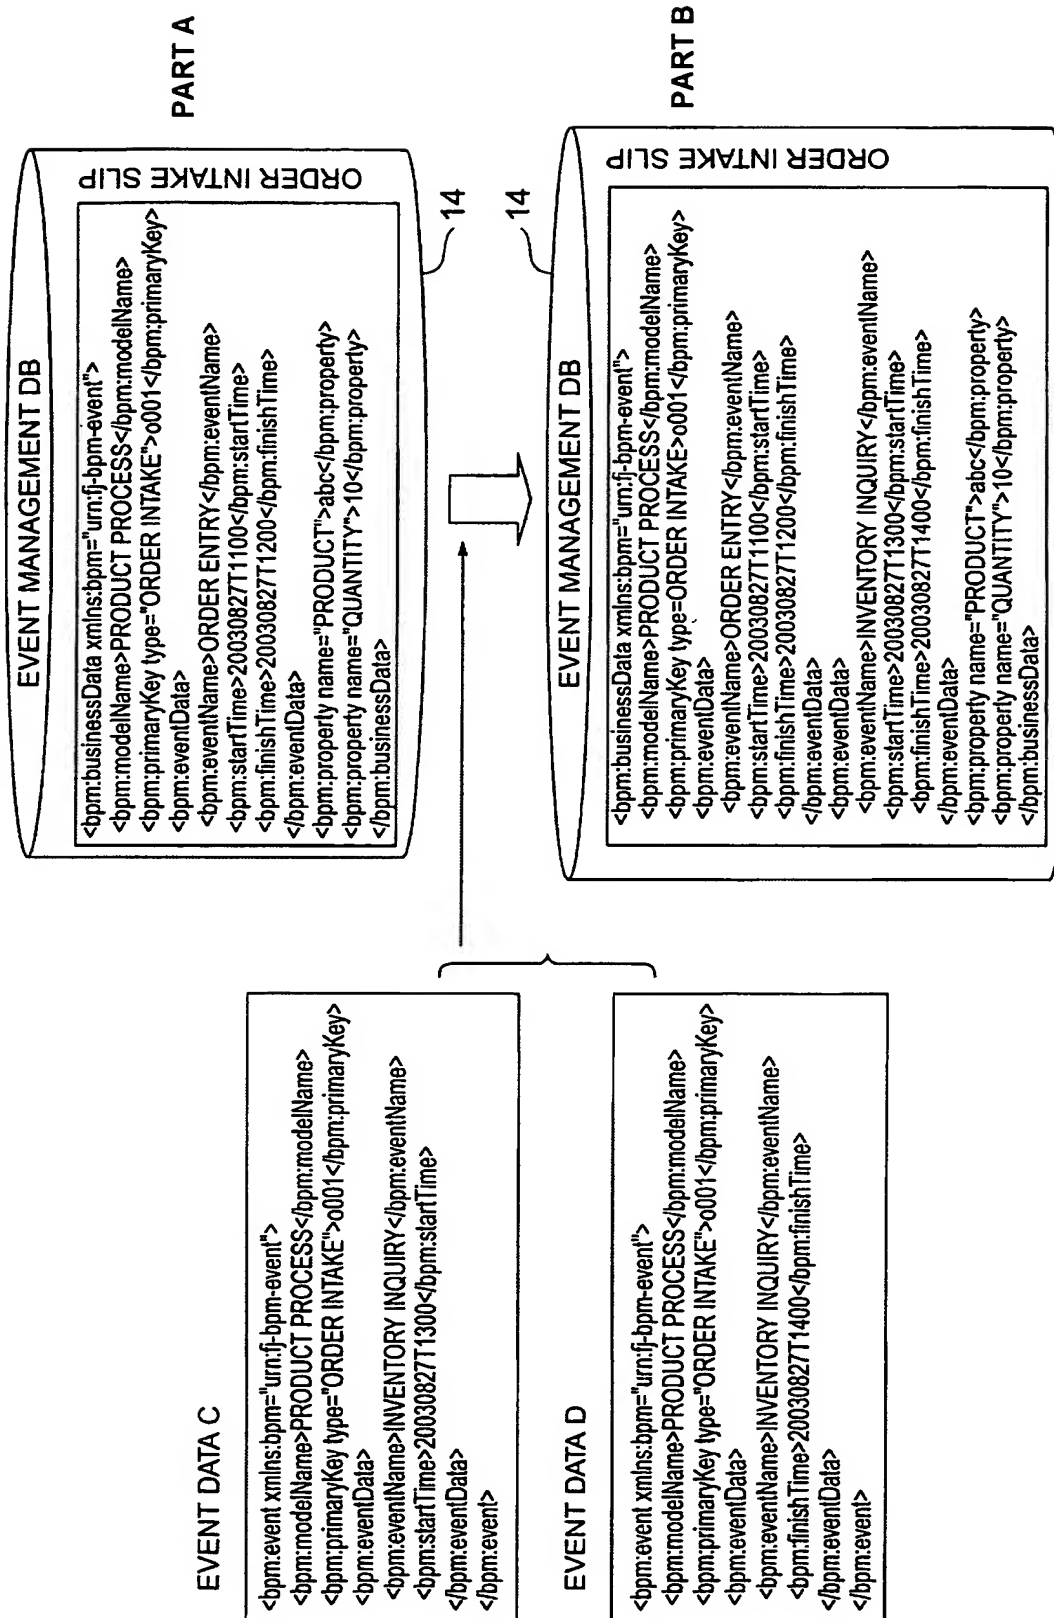 PART A
EVENT MANAGEMENT DB
<bpm:businessData xmlns:bpm="urn:fj-bpm-event">
<bpm:modelName>PRODUCT PROCESS</bpm:modelName>
<bpm:primaryKey type="ORDER INTAKE">o001</bpm:primaryKey>
<bpm:eventData>
<bpm:eventName>ORDER ENTRY</bpm:eventName>
<bpm:startTime>20030827T1100</bpm:startTime>
<bpm:finishTime>20030827T1200</bpm:finishTime>
</bpm:eventData>
<bpm:property name="PRODUCT">abc</bpm:property>
<bpm:property name="QUANTITY">10</bpm:property>
</bpm:businessData>
ORDER INTAKE SLIP
14
14
PART B
EVENT MANAGEMENT DB
<bpm:businessData xmlns:bpm="urn:fj-bpm-event">
<bpm:modelName>PRODUCT PROCESS</bpm:modelName>
<bpm:primaryKey type=ORDER INTAKE>o001</bpm:primaryKey>
<bpm:eventData>
<bpm:eventName>ORDER ENTRY</bpm:eventName>
<bpm:startTime>20030827T1100</bpm:startTime>
<bpm:finishTime>20030827T1200</bpm:finishTime>
</bpm:eventData>
<bpm:eventData>
<bpm:eventName>INVENTORY INQUIRY</bpm:eventName>
<bpm:startTime>20030827T1300</bpm:startTime>
<bpm:finishTime>20030827T1400</bpm:finishTime>
</bpm:eventData>
<bpm:property name="PRODUCT">abc</bpm:property>
<bpm:property name="QUANTITY">10</bpm:property>
</bpm:businessData>
ORDER INTAKE SLIP
EVENT DATA C
<bpm:event xmlns:bpm="urn:fj-bpm-event">
<bpm:modelName>PRODUCT PROCESS</bpm:modelName>
<bpm:primaryKey type="ORDER INTAKE">o001</bpm:primaryKey>
<bpm:eventData>
<bpm:eventName>INVENTORY INQUIRY</bpm:eventName>
<bpm:startTime>20030827T1300</bpm:startTime>
</bpm:eventData>
</bpm:event>
EVENT DATA D
<bpm:event xmlns:bpm="urn:fj-bpm-event">
<bpm:modelName>PRODUCT PROCESS</bpm:modelName>
<bpm:primaryKey type="ORDER INTAKE">o001</bpm:primaryKey>
<bpm:eventData>
<bpm:eventName>INVENTORY INQUIRY</bpm:eventName>
<bpm:finishTime>20030827T1400</bpm:finishTime>
</bpm:eventData>
</bpm:event>